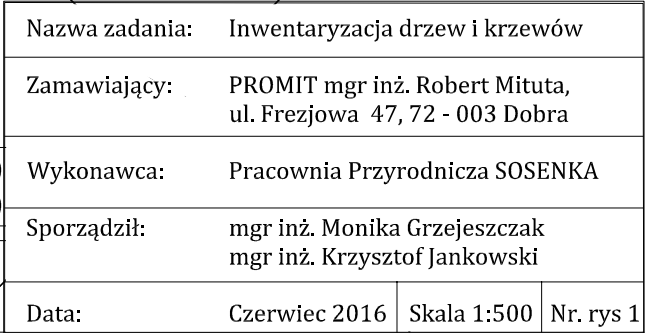 Nazwa zadania: Inwentaryzacja drzew i krzewów
Zamawiający: PROMIT mgr inż. Robert Mituta,
ul. Frezjowa 47, 72 - 003 Dobra
Wykonawca: Pracownia Przyrodnicza SOSENKA
Sporządził: mgr inż. Monika Grzejeszczak
mgr inż. Krzysztof Jankowski
Data: Czerwiec 2016 Skala 1:500 Nr. rys 1